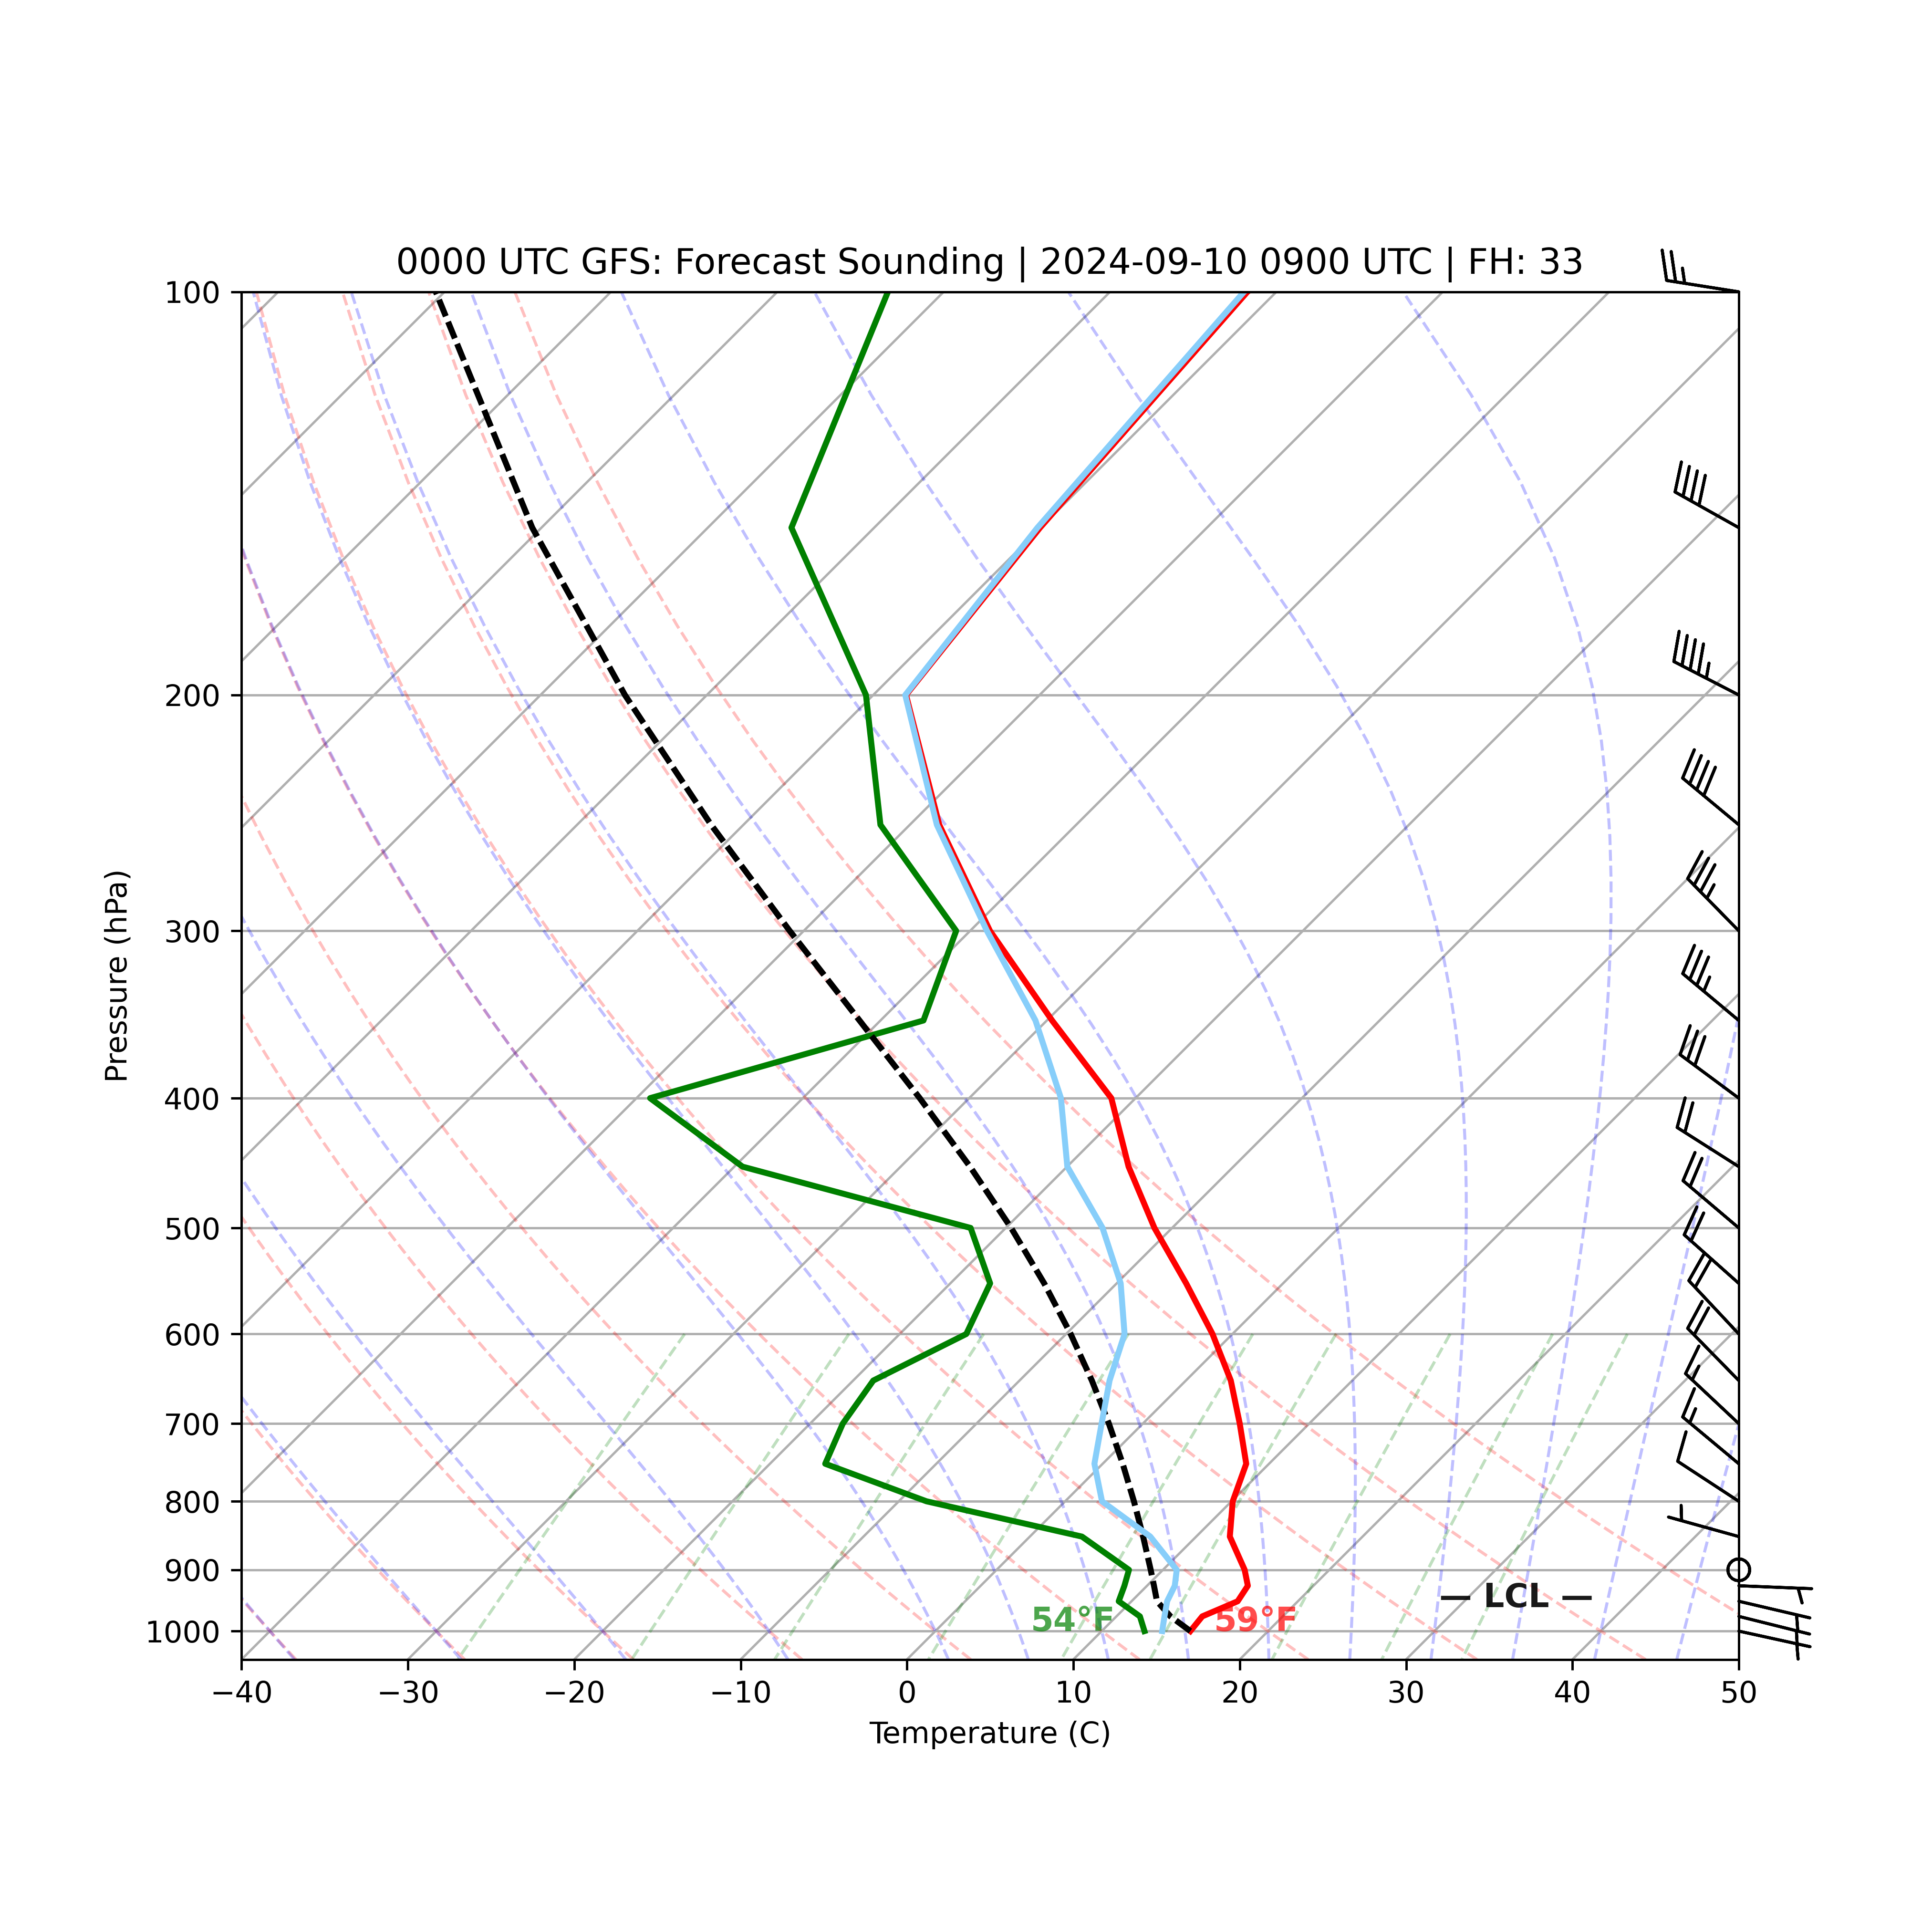 0000 UTC GFS: Forecast Sounding | 2024-09-10 0900 UTC | FH: 33
100
200
300
400
500
600
700
800
900
1000
Pressure (hPa)
54°F
59°F
— LCL —
−40 −30 −20 −10 0 10 20 30 40 50
Temperature (C)